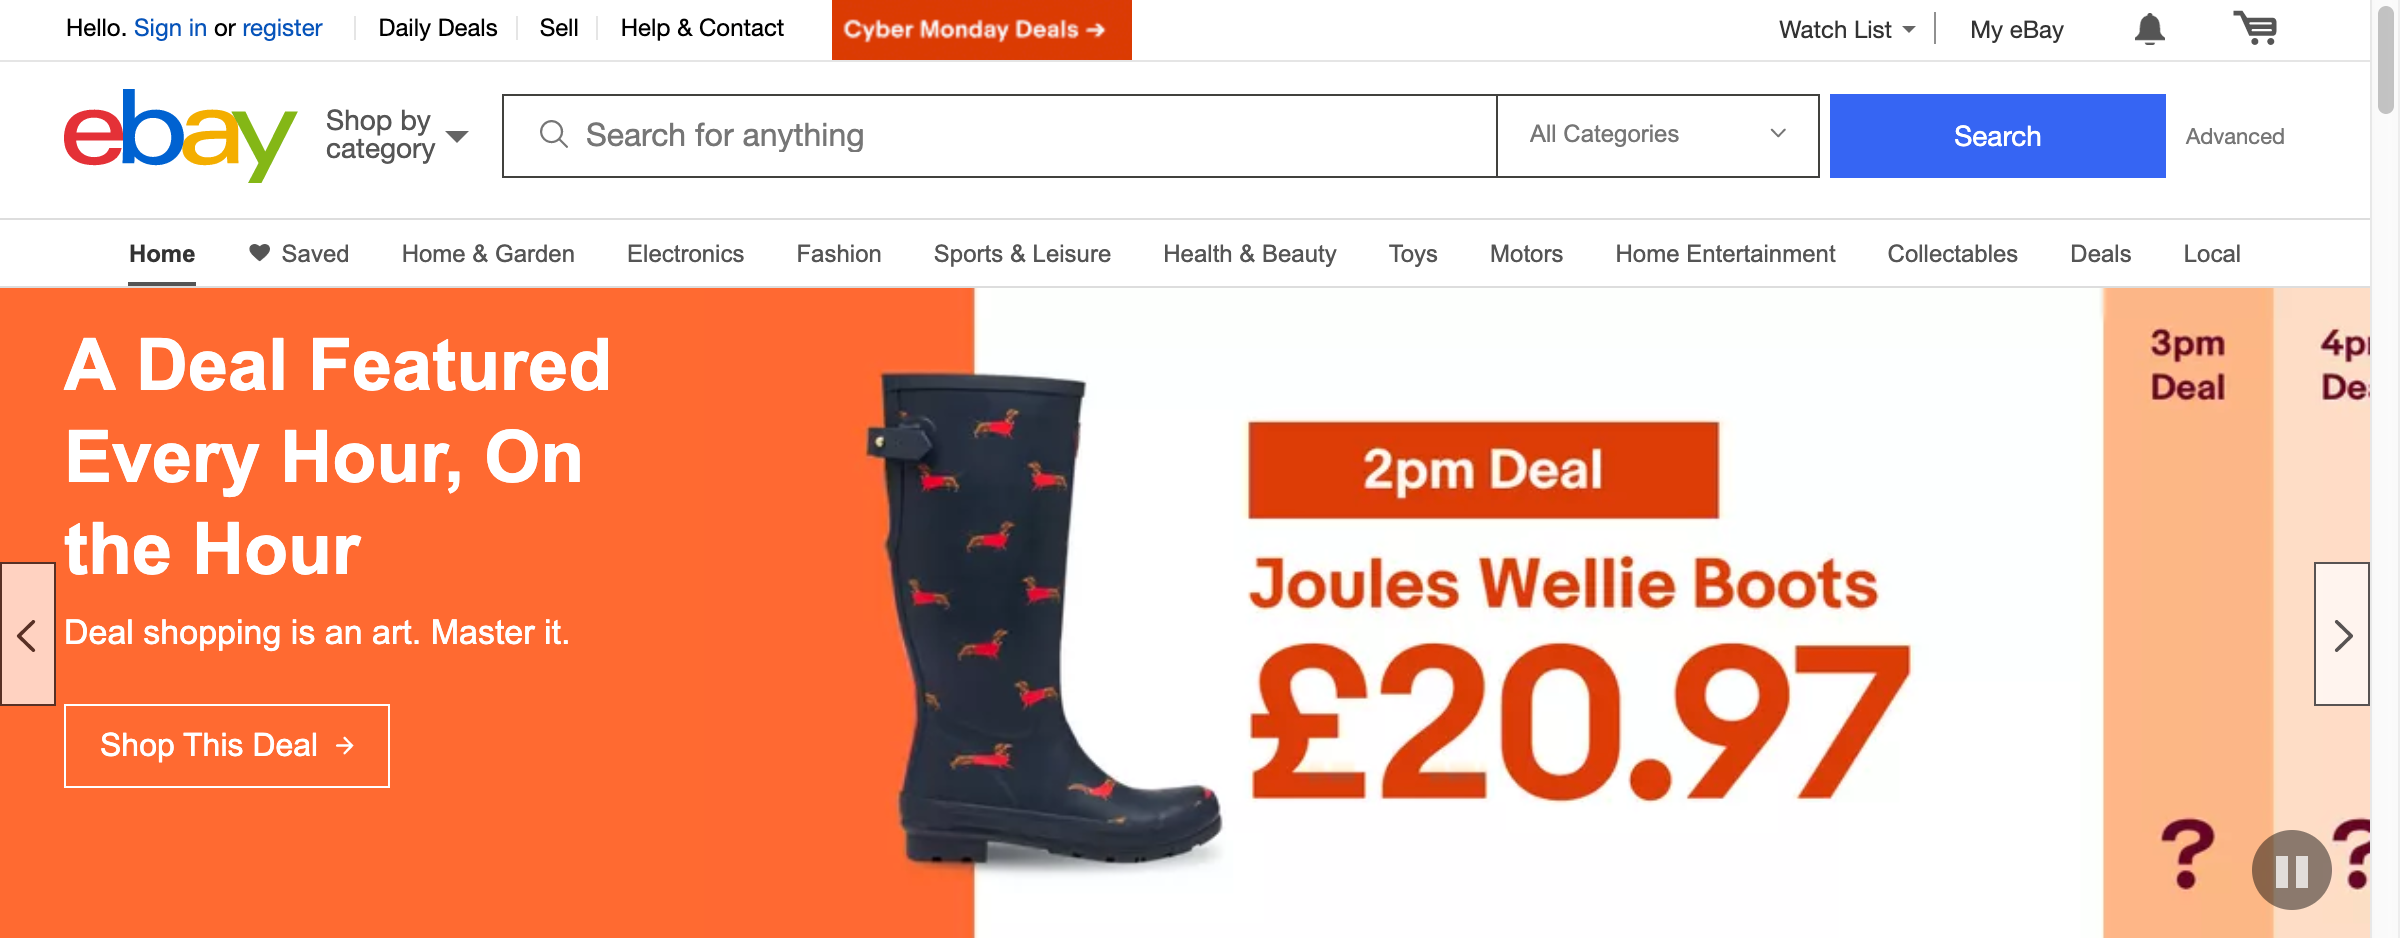 Hello. Sign in or register Daily Deals Sell Help & Contact Cyber Monday Deals → Watch List My eBay
ebay
Shop by
category
Search for anything
All Categories
Search
Advanced
Home Saved Home & Garden Electronics Fashion Sports & Leisure Health & Beauty Toys Motors Home Entertainment Collectables Deals Local
A Deal Featured
Every Hour, On
the Hour
Deal shopping is an art. Master it.
Shop This Deal →
2pm Deal
Joules Wellie Boots
£20.97
3pm
Deal
?
4p
De
?